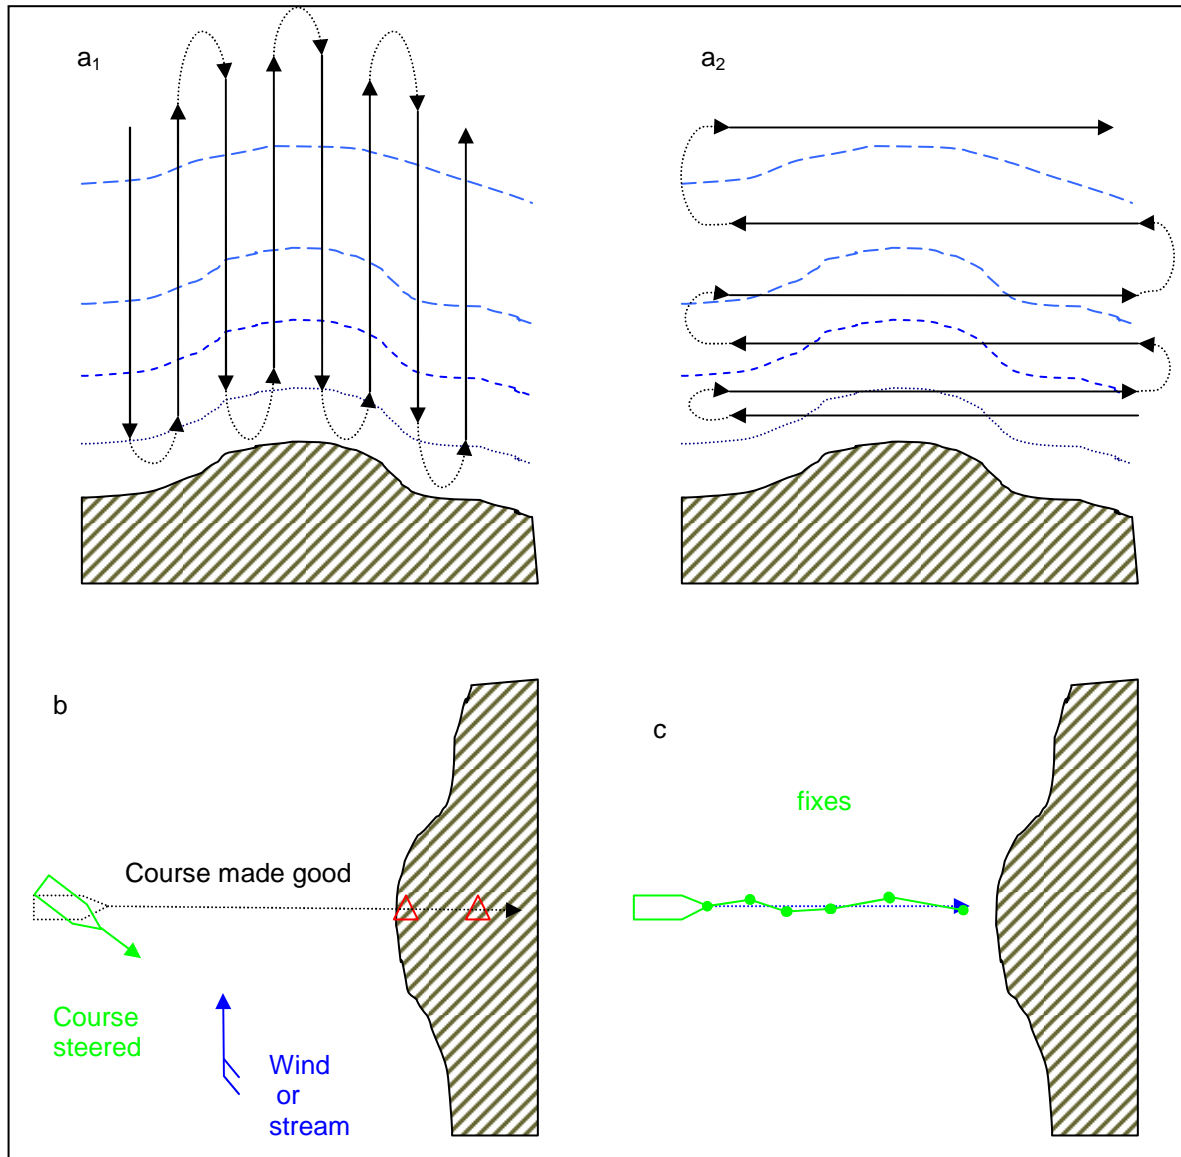 a₁
a₂
b
c
fixes
Course made good
Course
steered
Wind
or
stream